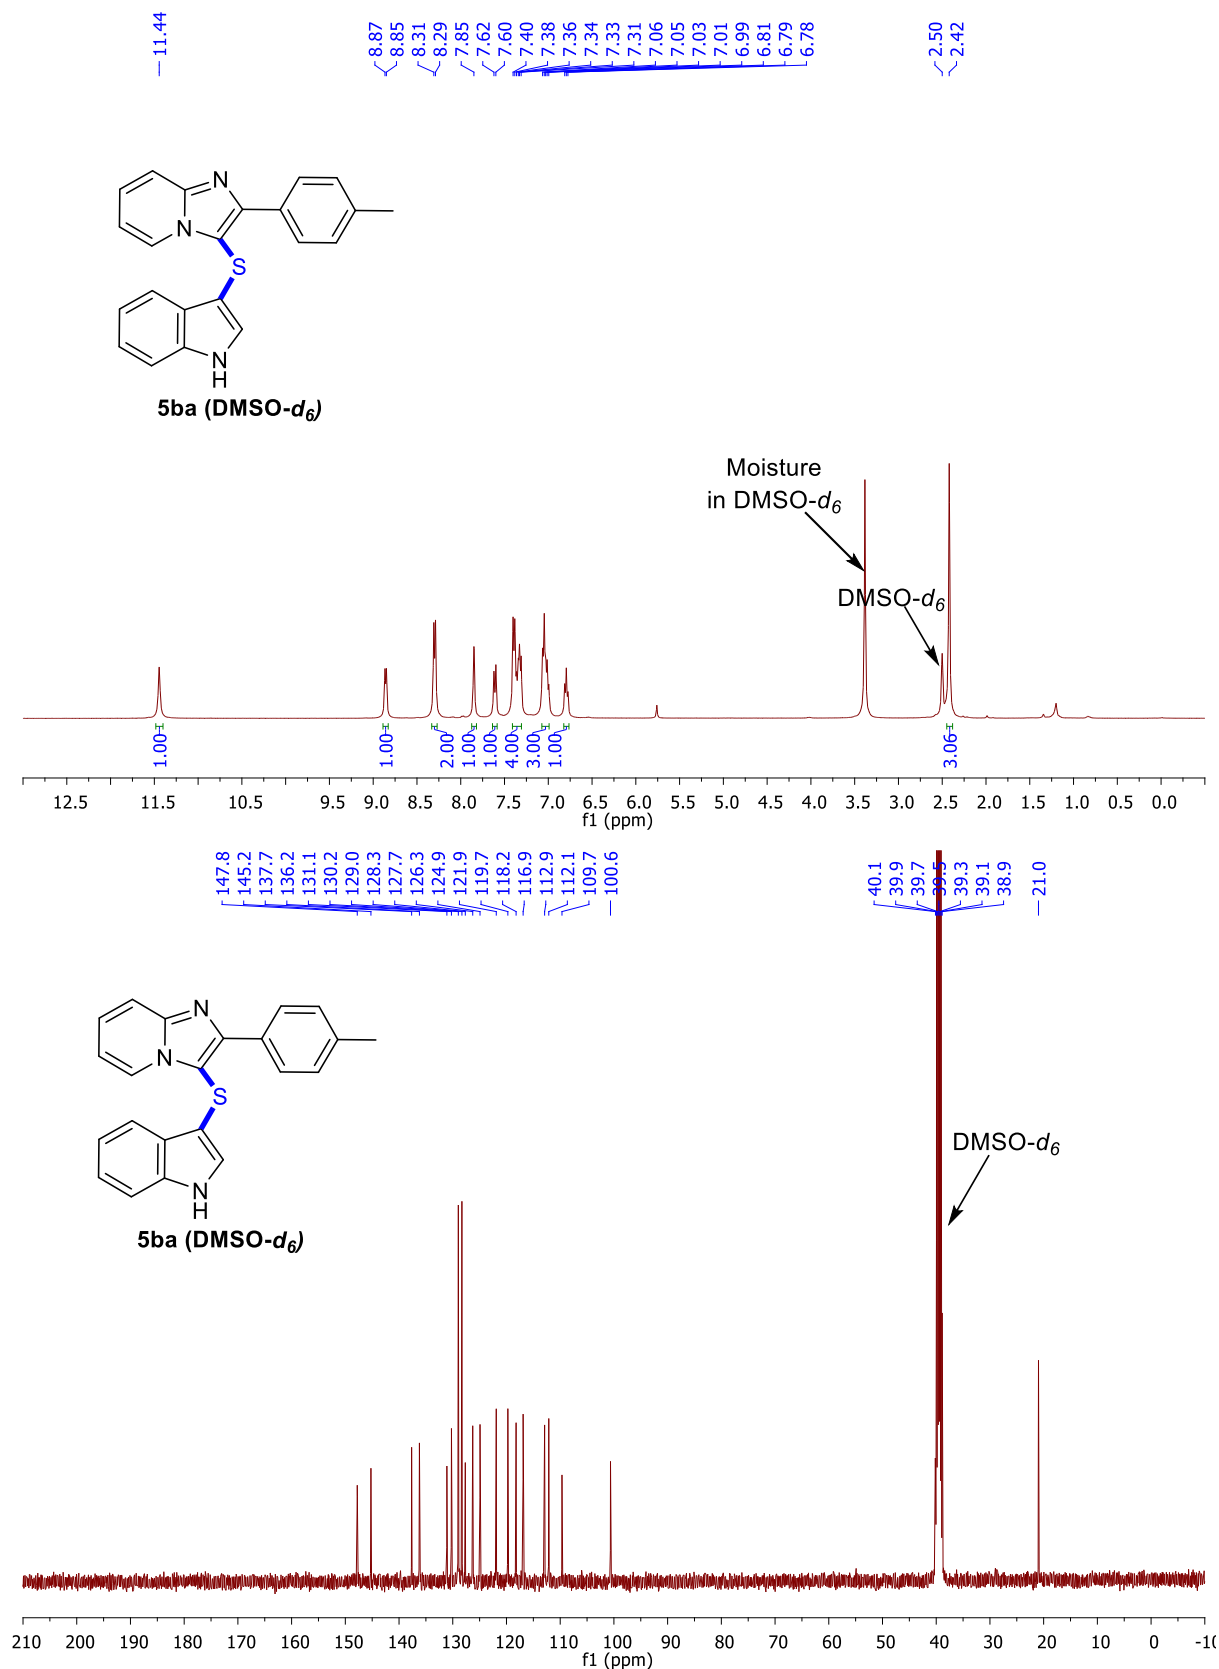 11.44 8.87 8.85 8.31 8.29 7.85 7.62 7.60 7.40 7.38 7.36 7.34 7.33 7.31 7.06 7.05 7.03 7.01 6.99 6.81 6.79 6.78 2.50 2.42
N
N
S
N
H
5ba (DMSO-d6)
Moisture
in DMSO-d6
DMSO-d6
1.00 1.00 2.00 1.00 1.00 4.00 3.00 1.00 3.06
12.5 11.5 10.5 9.5 9.0 8.5 8.0 7.5 7.0 6.5 6.0 5.5 5.0 4.5 4.0 3.5 3.0 2.5 2.0 1.5 1.0 0.5 0.0
f1 (ppm)
147.8 145.2 137.7 136.2 131.1 130.2 129.0 128.3 127.7 126.3 124.9 121.9 119.7 118.2 116.9 112.9 112.1 109.7 100.6 40.1 39.9 39.7 39.5 39.3 39.1 38.9 21.0
N
N
S
N
H
5ba (DMSO-d6)
DMSO-d6
210 200 190 180 170 160 150 140 130 120 110 100 90 80 70 60 50 40 30 20 10 0 -10
f1 (ppm)